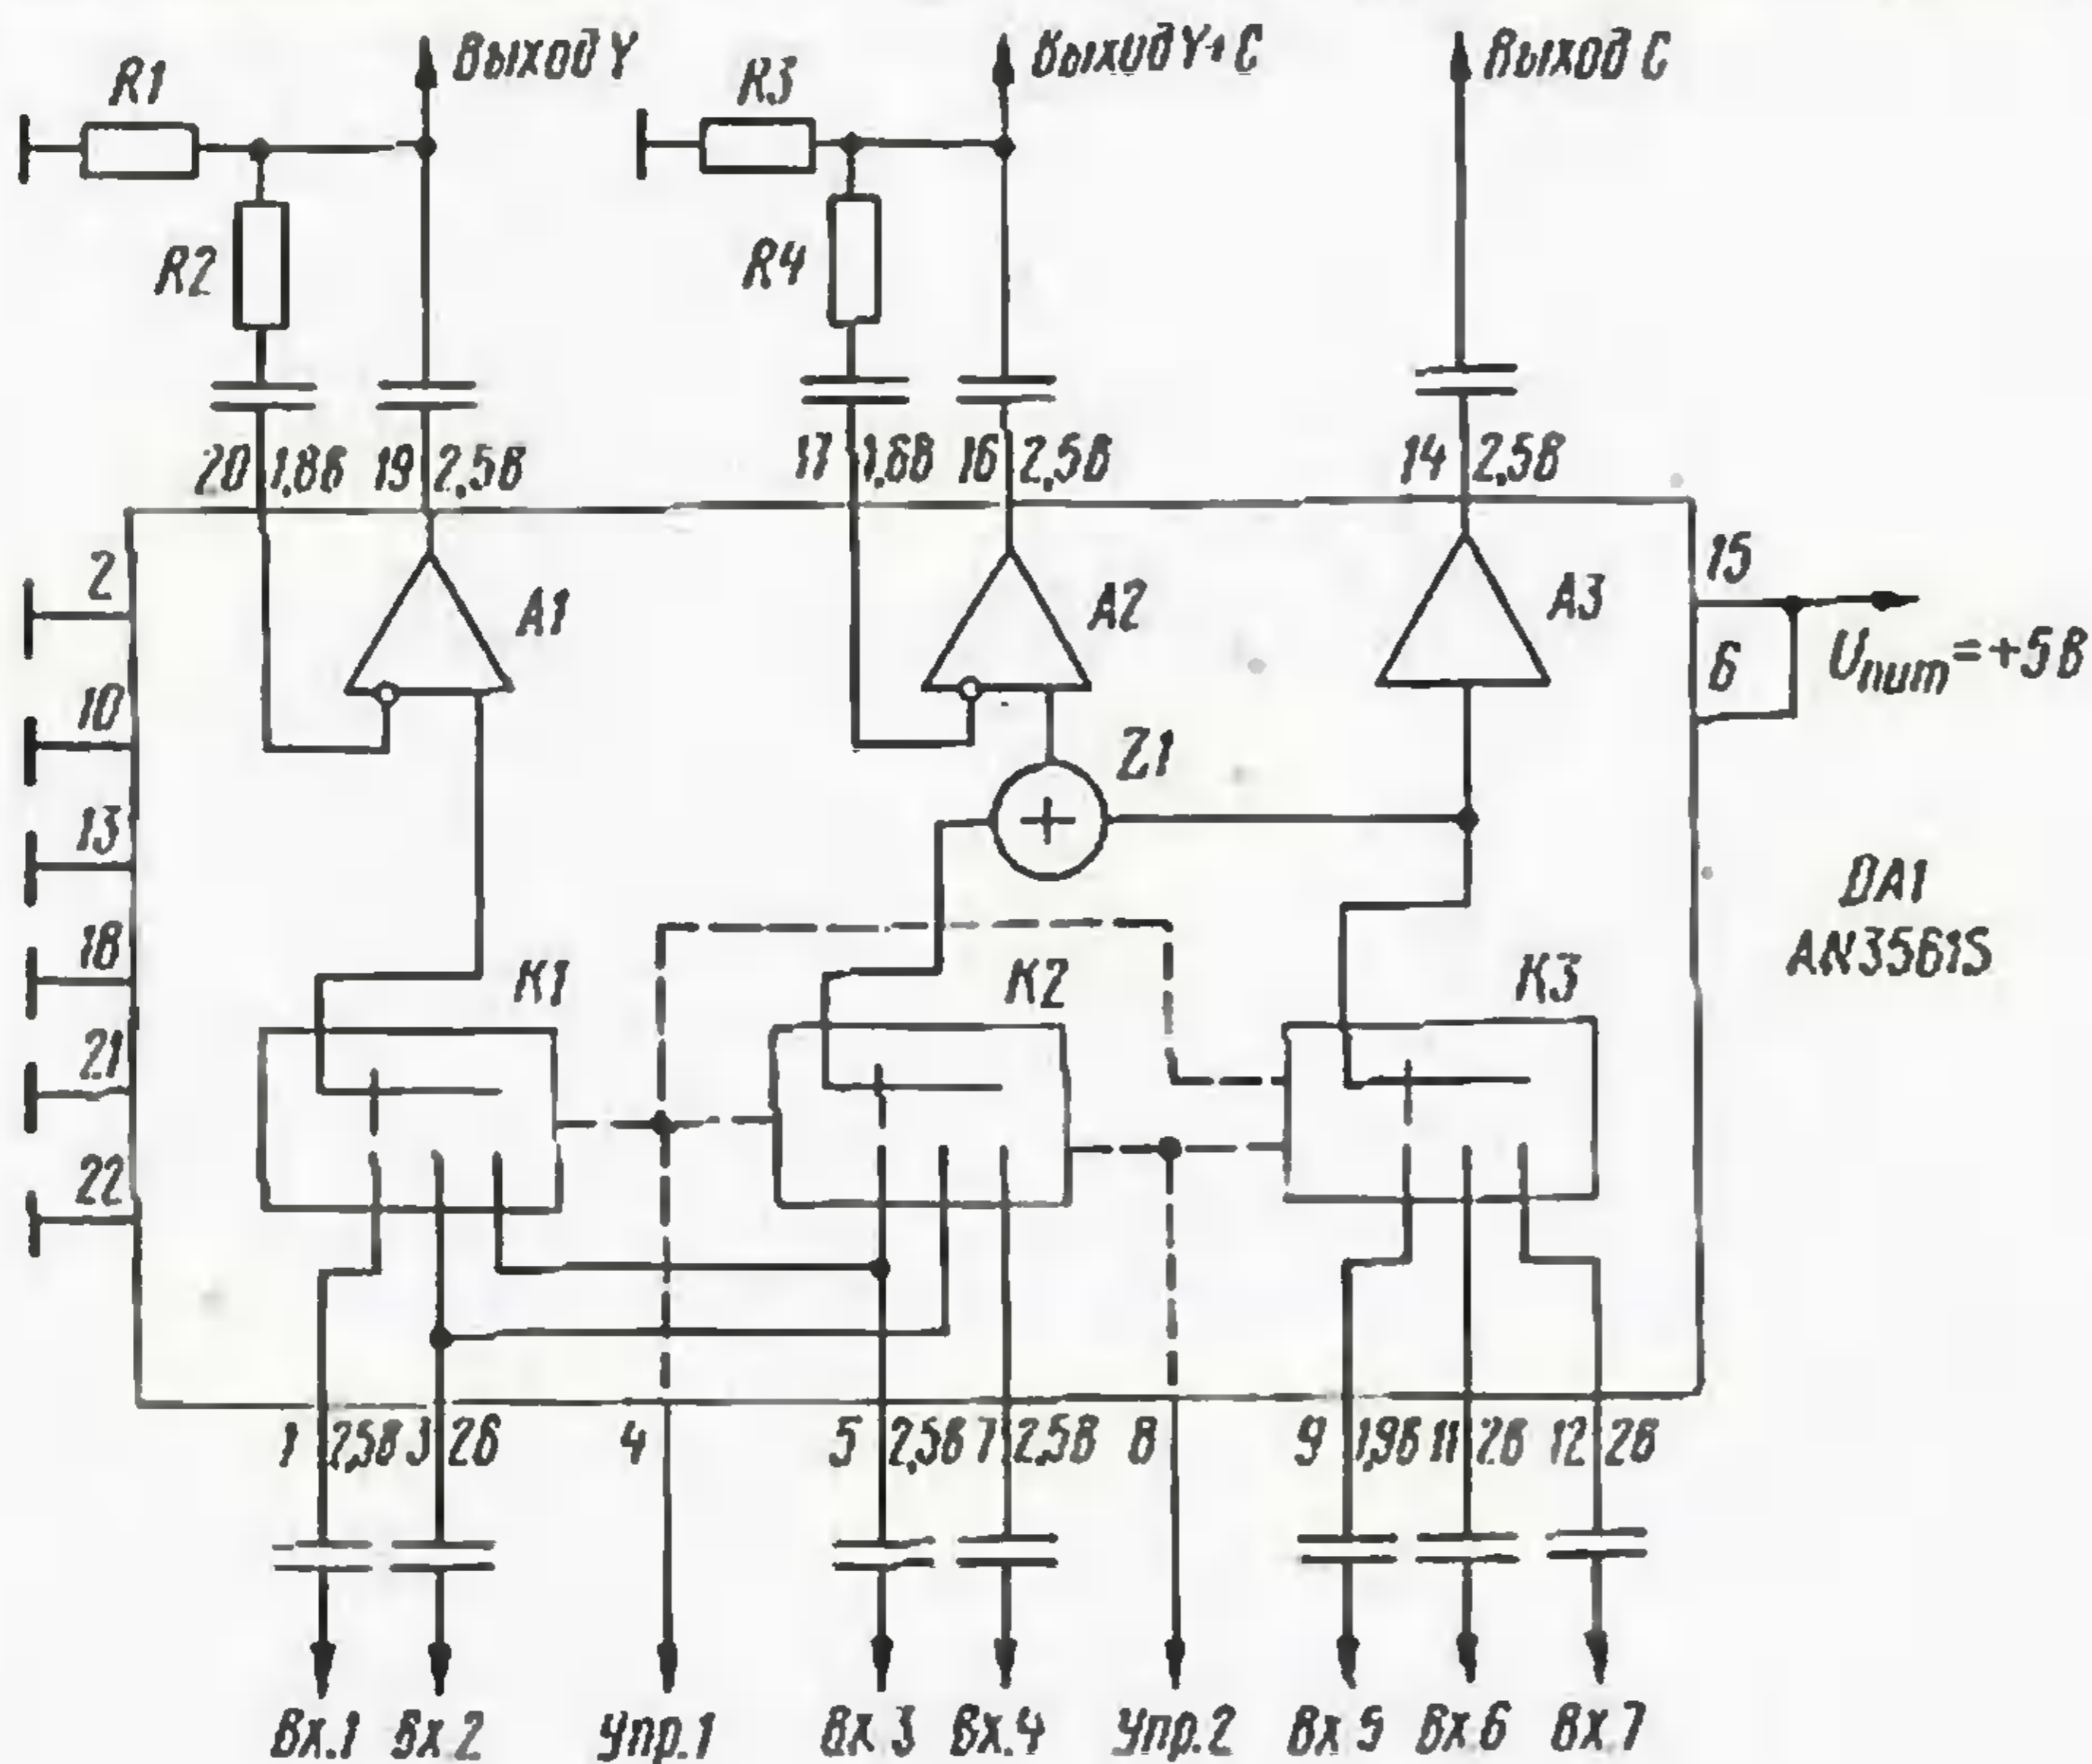 Выход Y
Выход Y+C
Выход C
R1
R3
R2
R4
20 1,8В 19 2,5В
17 1,8В 16 2,5В
14 2,5В
2
10
13
18
21
22
A1
A2
A3
15
6
Uпит=+5В
Σ1
DA1
AN3561S
K1
K2
K3
1 2,5В 3 2В
4
5 2,5В 7 2,5В
8
9 1,9В 11 2В 12 2В
Вх.1
Вх.2
Упр.1
Вх.3
Вх.4
Упр.2
Вх.5
Вх.6
Вх.7